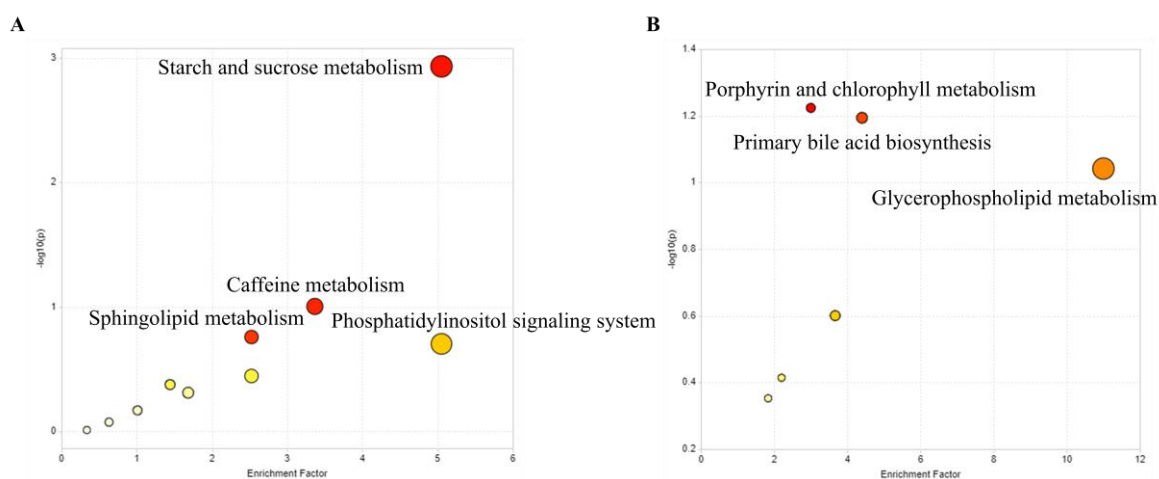 A
3
2
1
0
-log10(p)
Starch and sucrose metabolism
Caffeine metabolism
Sphingolipid metabolism
Phosphatidylinositol signaling system
0 1 2 3 4 5 6
Enrichment Factor
B
1.4
1.2
1
0.8
0.6
0.4
0.2
-log10(p)
Porphyrin and chlorophyll metabolism
Primary bile acid biosynthesis
Glycerophospholipid metabolism
0 2 4 6 8 10 12
Enrichment Factor